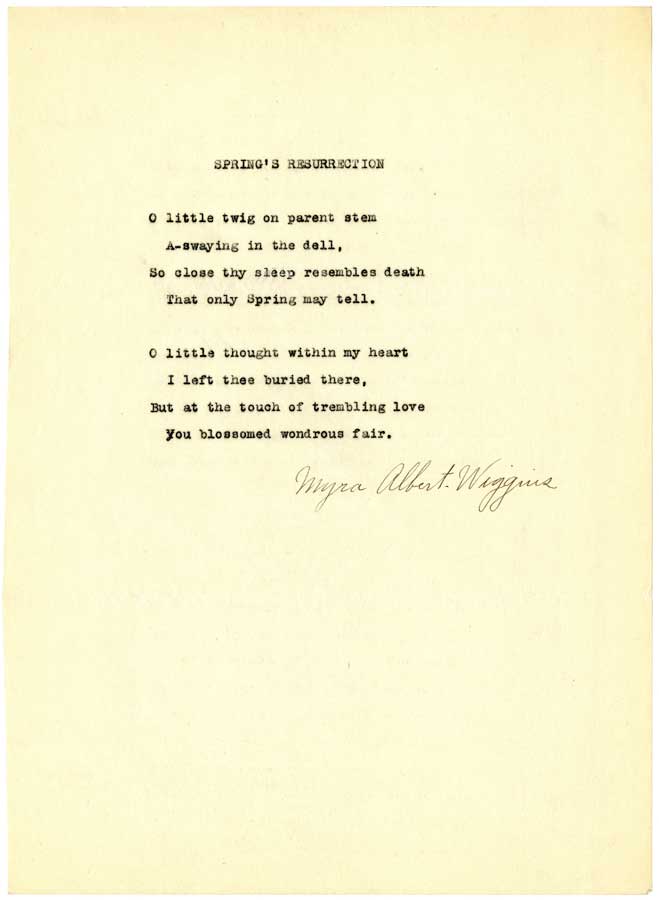 SPRING'S RESURRECTION
O little twig on parent stem
A-swaying in the dell,
So close thy sleep resembles death
That only Spring may tell.
O little thought within my heart
I left thee buried there,
But at the touch of trembling love
You blossomed wondrous fair.
Myra Albert-Wiggins